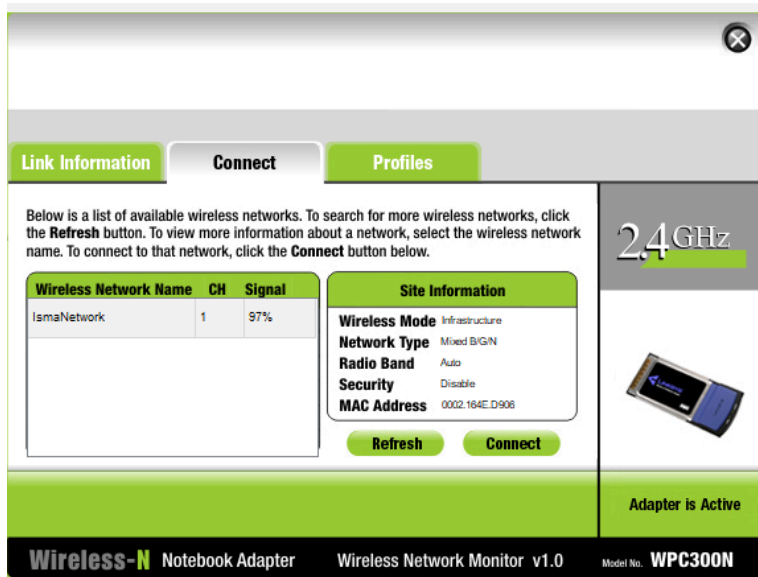 Link Information
Connect
Profiles
Below is a list of available wireless networks. To search for more wireless networks, click
the Refresh button. To view more information about a network, select the wireless network
name. To connect to that network, click the Connect button below.
2.4GHz
Wireless Network Name CH Signal
IsmaNetwork 1 97%
Site Information
Wireless Mode Infrastructure
Network Type Mixed B/G/N
Radio Band Auto
Security Disable
MAC Address 0002.164E.D906
Refresh
Connect
LINKSYS
Adapter is Active
Wireless-N Notebook Adapter
Wireless Network Monitor v1.0
Model No. WPC300N